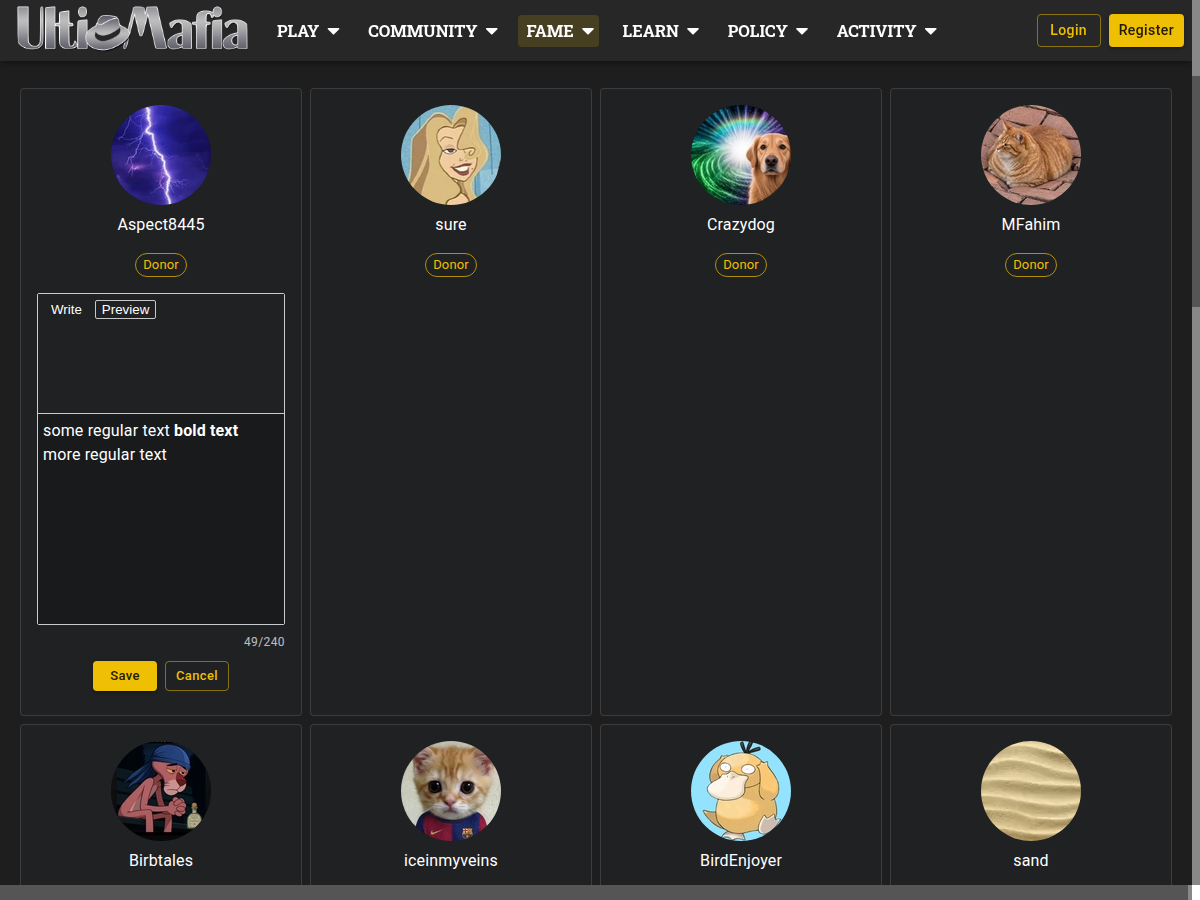 UltiMafia
PLAY COMMUNITY FAME LEARN POLICY ACTIVITY Login Register
Aspect8445 sure Crazydog MFahim
Donor Donor Donor Donor
Write Preview
some regular text bold text
more regular text
49/240
Save Cancel
Birbtales iceinmyveins BirdEnjoyer sand